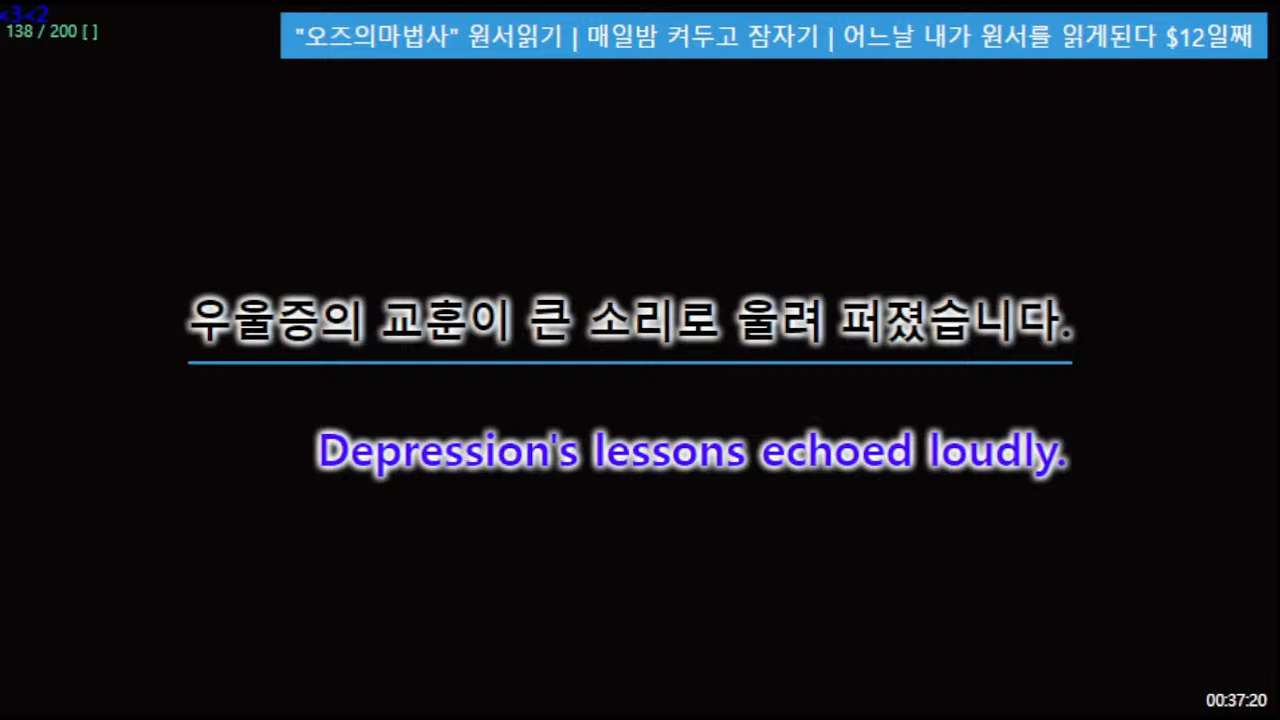 <3<2
138 / 200 [ ]
"오즈의마법사" 원서읽기 | 매일밤 켜두고 잠자기 | 어느날 내가 원서를 읽게된다 $12일째
우울증의 교훈이 큰 소리로 울려 퍼졌습니다.
Depression's lessons echoed loudly.
00:37:20